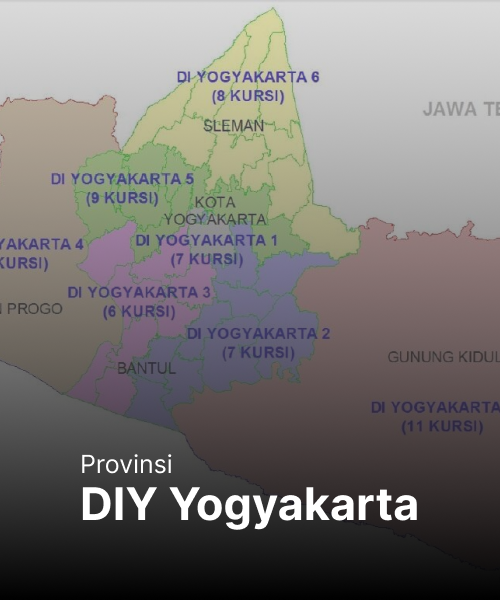 DI YOGYAKARTA 6
(8 KURSI)
JAWA TE
SLEMAN
DI YOGYAKARTA 5
(9 KURSI)
KOTA
YOGYAKARTA
YAKARTA 4
KURSI)
DI YOGYAKARTA 1
(7 KURSI)
DI YOGYAKARTA 3
(6 KURSI)
N PROGO
DI YOGYAKARTA 2
(7 KURSI)
GUNUNG KIDUL
BANTUL
DI YOGYAKARTA
(11 KURSI)
Provinsi
DIY Yogyakarta